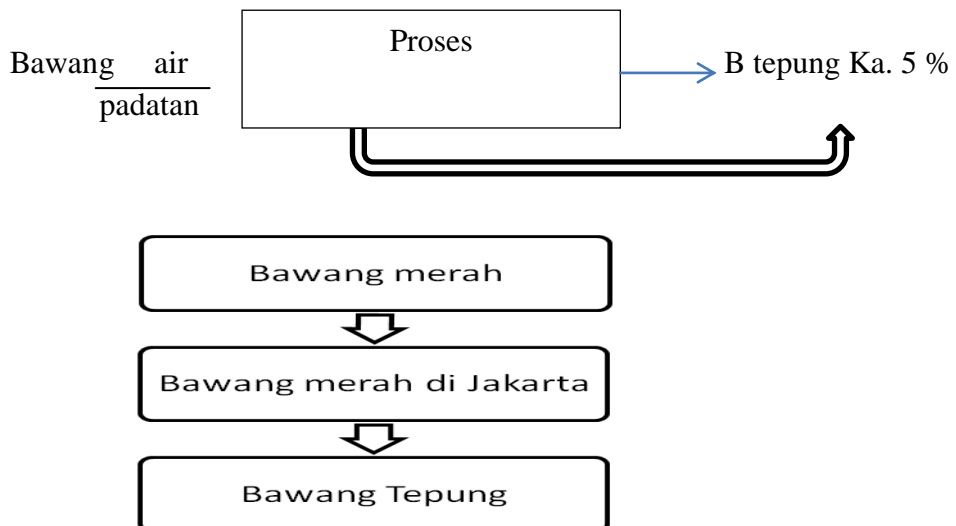 Proses
Bawang air
padatan
B tepung Ka. 5 %
Bawang merah
Bawang merah di Jakarta
Bawang Tepung